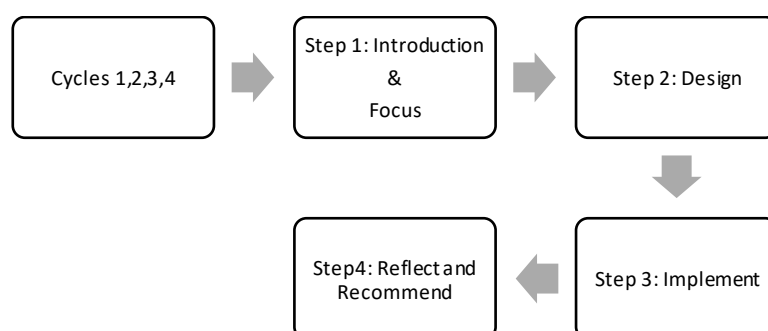 Cycles 1,2,3,4
Step 1: Introduction
&
Focus
Step 2: Design
Step 3: Implement
Step4: Reflect and
Recommend